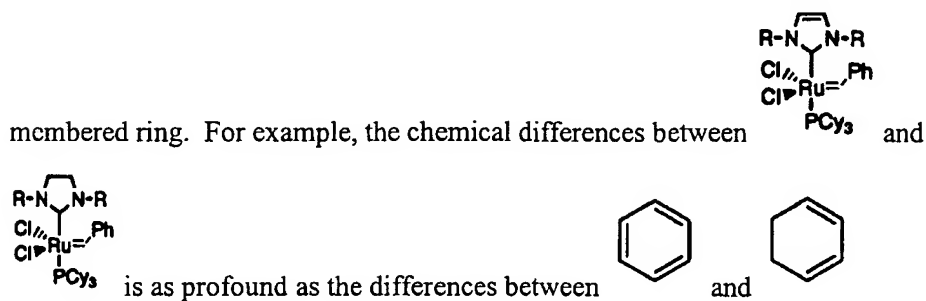 R-N N-R
Cl Ru= Ph
Cl
PCy3
membered ring. For example, the chemical differences between and
R-N N-R
Cl Ru= Ph
Cl
PCy3
is as profound as the differences between and